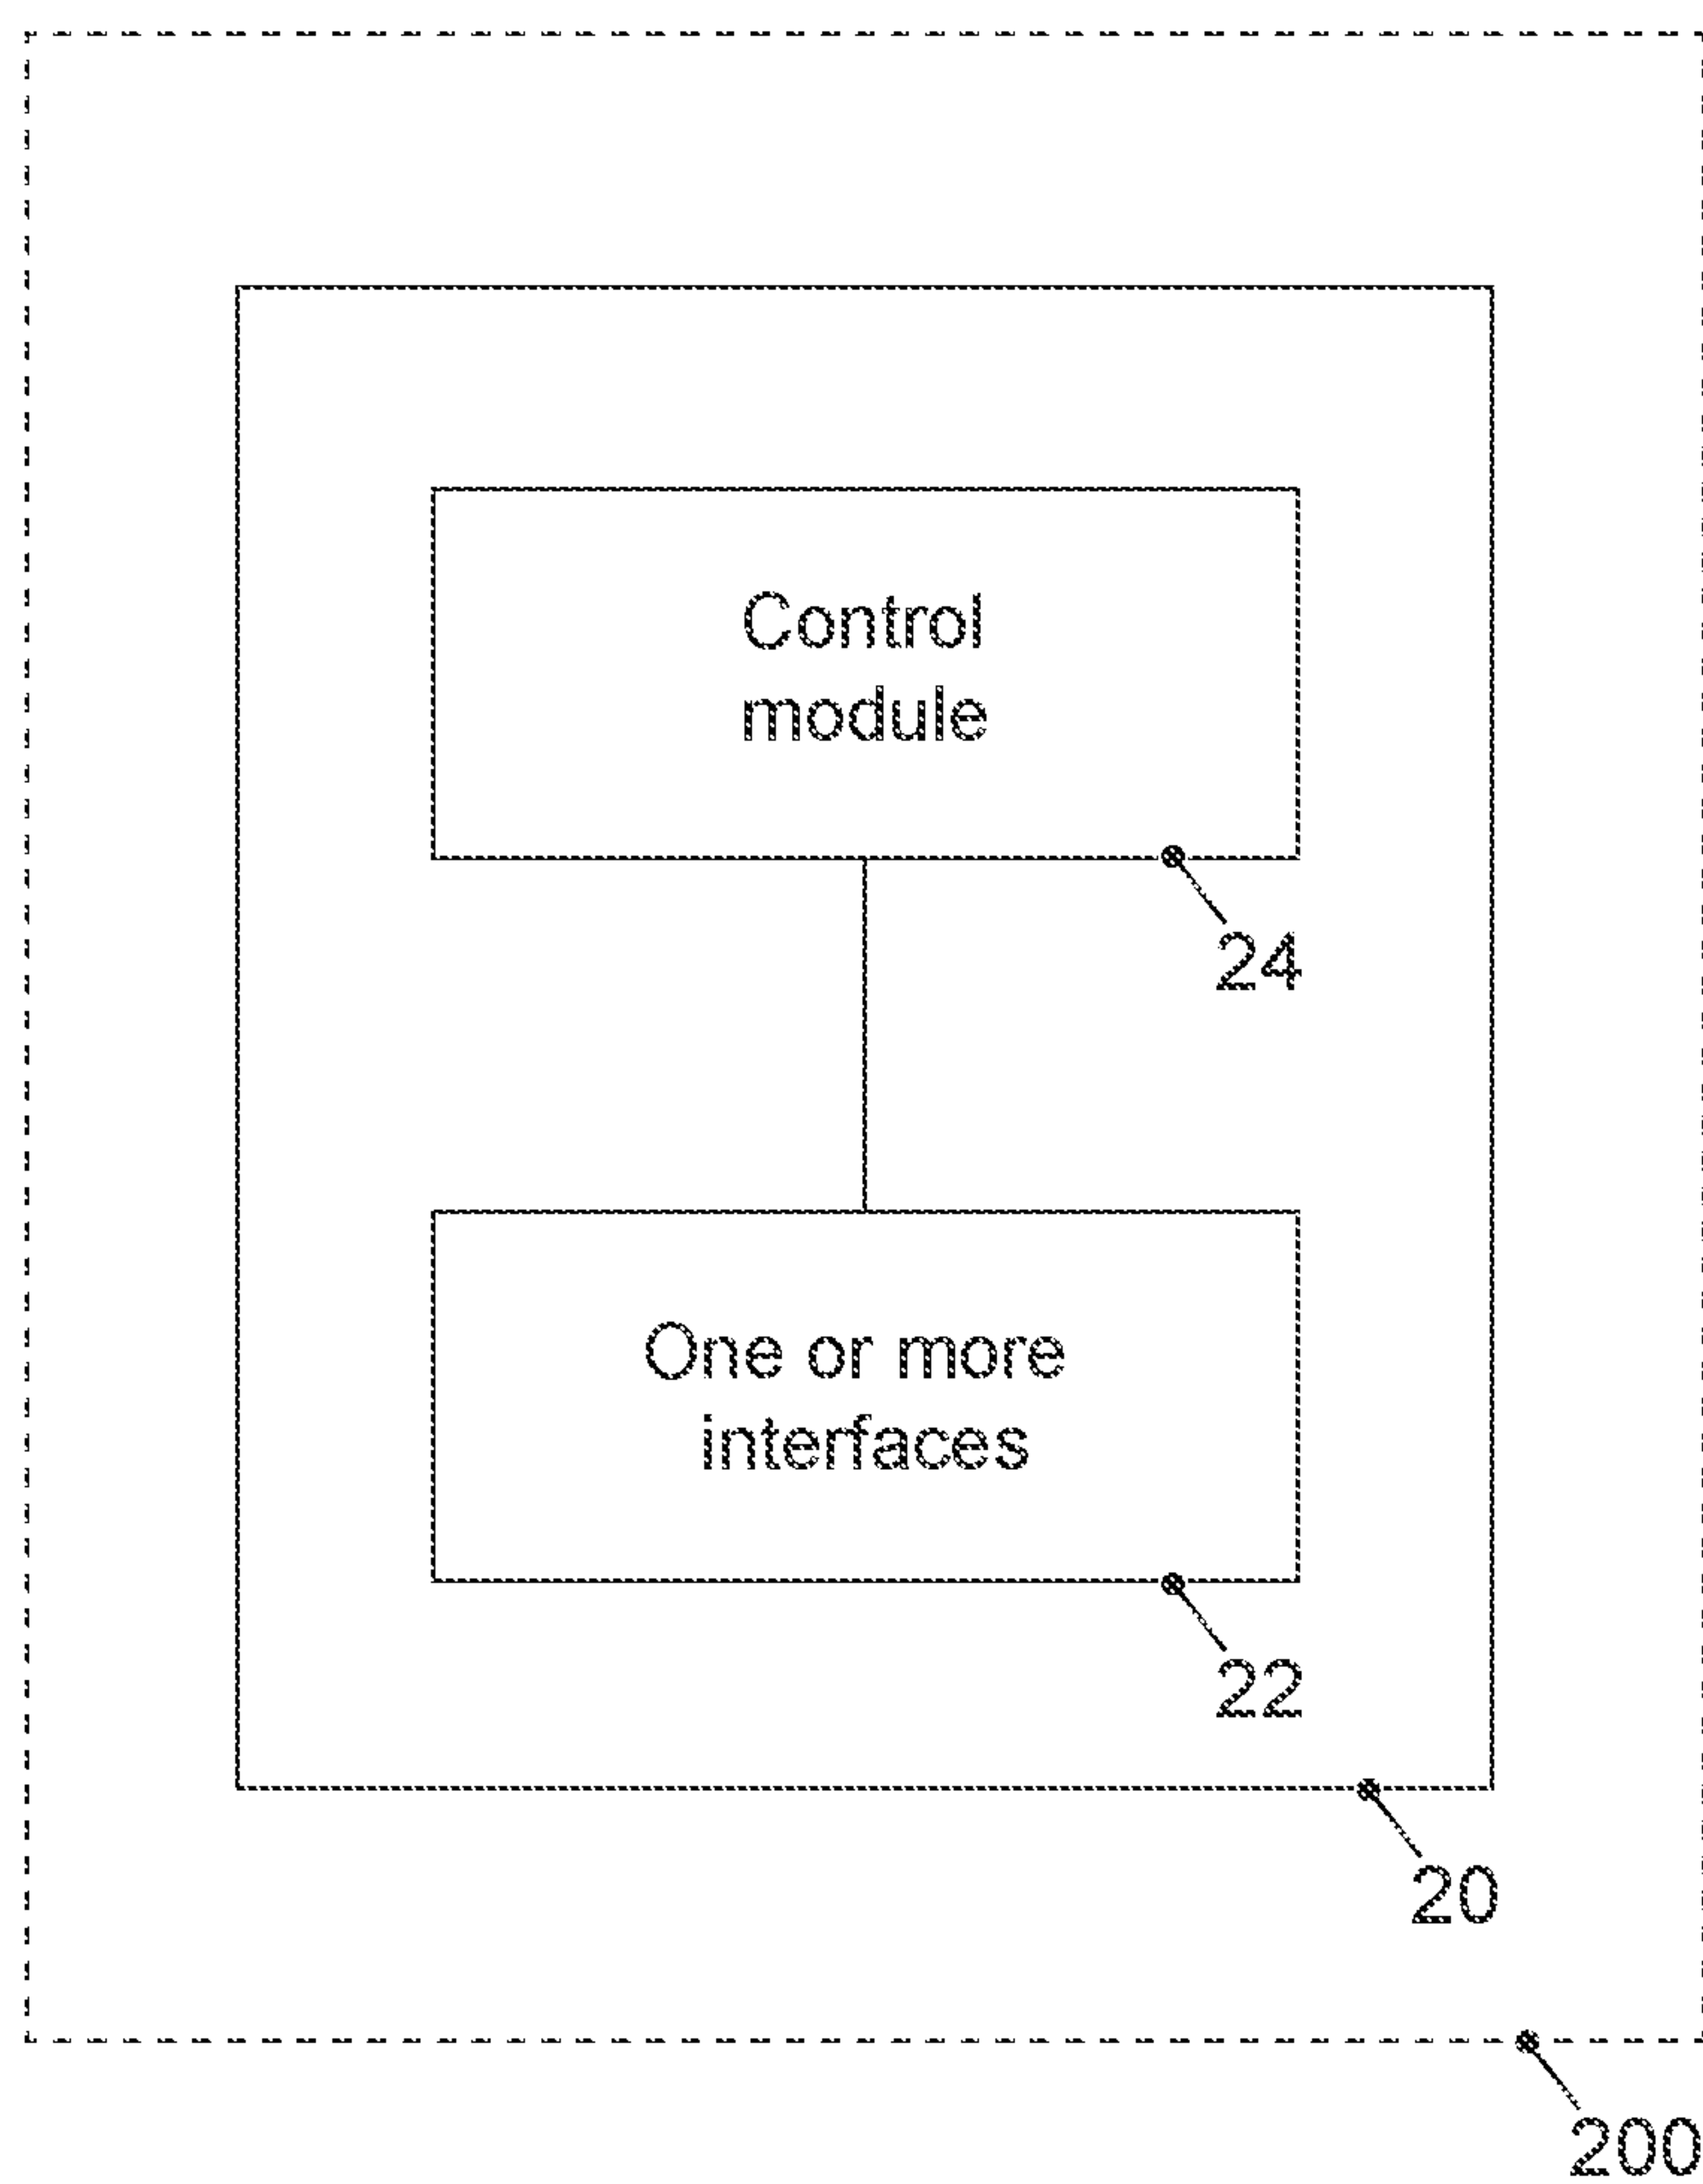 Control
module
24
One or more
interfaces
22
20
200